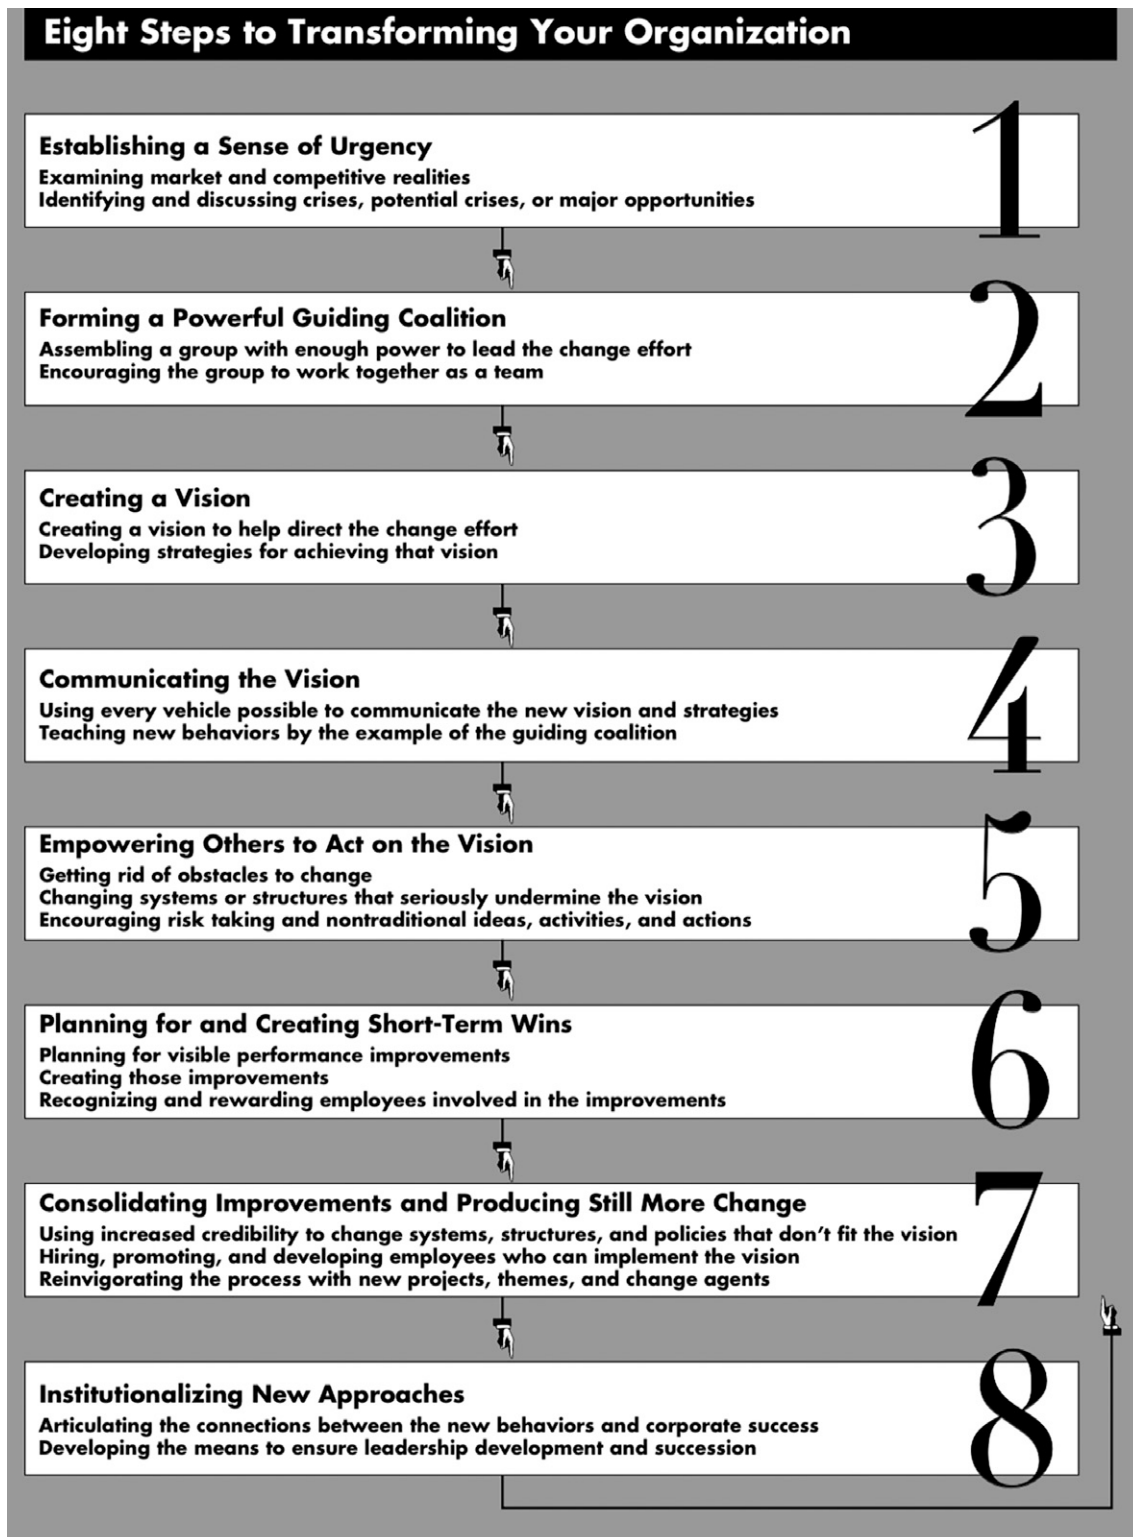 Eight Steps to Transforming Your Organization
1
Establishing a Sense of Urgency
Examining market and competitive realities
Identifying and discussing crises, potential crises, or major opportunities
2
Forming a Powerful Guiding Coalition
Assembling a group with enough power to lead the change effort
Encouraging the group to work together as a team
3
Creating a Vision
Creating a vision to help direct the change effort
Developing strategies for achieving that vision
4
Communicating the Vision
Using every vehicle possible to communicate the new vision and strategies
Teaching new behaviors by the example of the guiding coalition
5
Empowering Others to Act on the Vision
Getting rid of obstacles to change
Changing systems or structures that seriously undermine the vision
Encouraging risk taking and nontraditional ideas, activities, and actions
6
Planning for and Creating Short-Term Wins
Planning for visible performance improvements
Creating those improvements
Recognizing and rewarding employees involved in the improvements
7
Consolidating Improvements and Producing Still More Change
Using increased credibility to change systems, structures, and policies that don't fit the vision
Hiring, promoting, and developing employees who can implement the vision
Reinvigorating the process with new projects, themes, and change agents
8
Institutionalizing New Approaches
Articulating the connections between the new behaviors and corporate success
Developing the means to ensure leadership development and succession